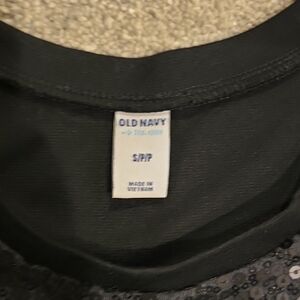 OLD NAVY
S/P/P
MADE IN
VIETNAM